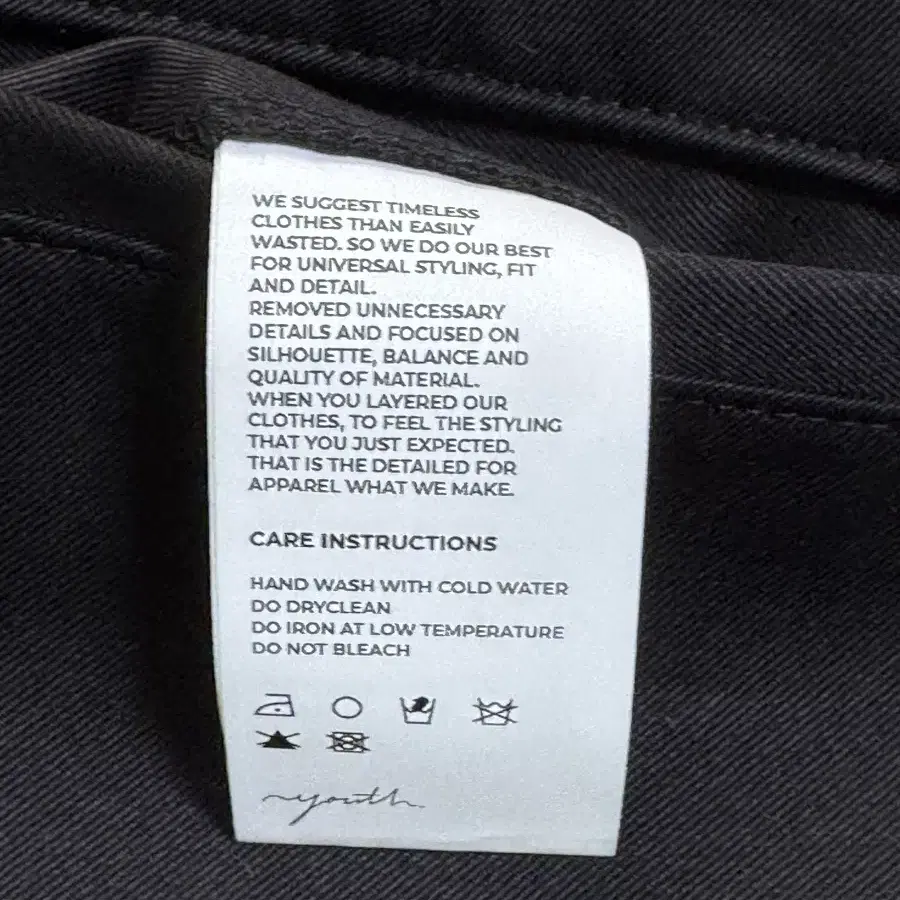 WE SUGGEST TIMELESS
CLOTHES THAN EASILY
WASTED. SO WE DO OUR BEST
FOR UNIVERSAL STYLING, FIT
AND DETAIL.
REMOVED UNNECESSARY
DETAILS AND FOCUSED ON
SILHOUETTE, BALANCE AND
QUALITY OF MATERIAL.
WHEN YOU LAYERED OUR
CLOTHES, TO FEEL THE STYLING
THAT YOU JUST EXPECTED.
THAT IS THE DETAILED FOR
APPAREL WHAT WE MAKE.
CARE INSTRUCTIONS
HAND WASH WITH COLD WATER
DO DRYCLEAN
DO IRON AT LOW TEMPERATURE
DO NOT BLEACH
youth